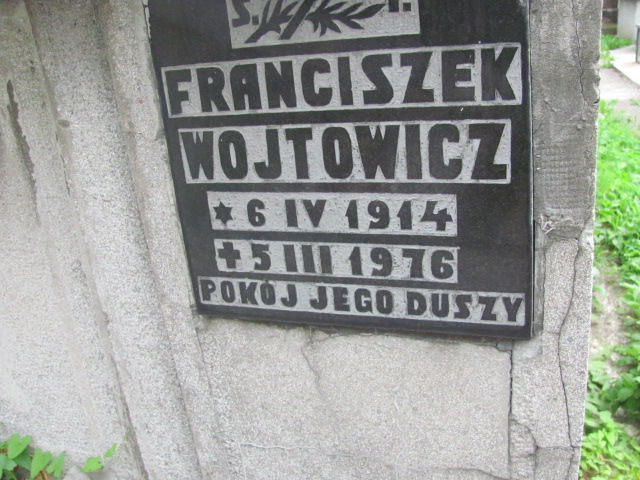 Ś. P.
FRANCISZEK
WOJTOWICZ
* 6 IV 1914
+ 5 III 1976
POKÓJ JEGO DUSZY